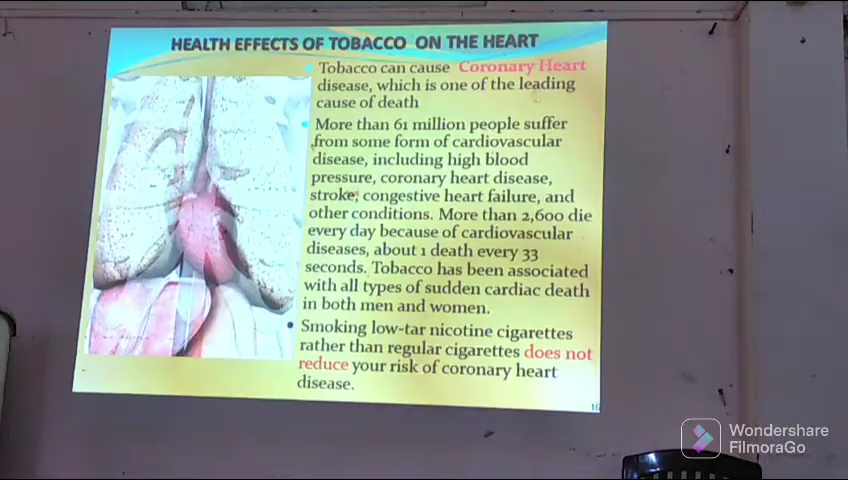 HEALTH EFFECTS OF TOBACCO ON THE HEART
Tobacco can cause Coronary Heart
disease, which is one of the leading
cause of death
More than 61 million people suffer
from some form of cardiovascular
disease, including high blood
pressure, coronary heart disease,
stroke, congestive heart failure, and
other conditions. More than 2,600 die
every day because of cardiovascular
diseases, about 1 death every 33
seconds. Tobacco has been associated
with all types of sudden cardiac death
in both men and women.
Smoking low-tar nicotine cigarettes
rather than regular cigarettes does not
reduce your risk of coronary heart
disease.
16
Wondershare
FilmoraGo